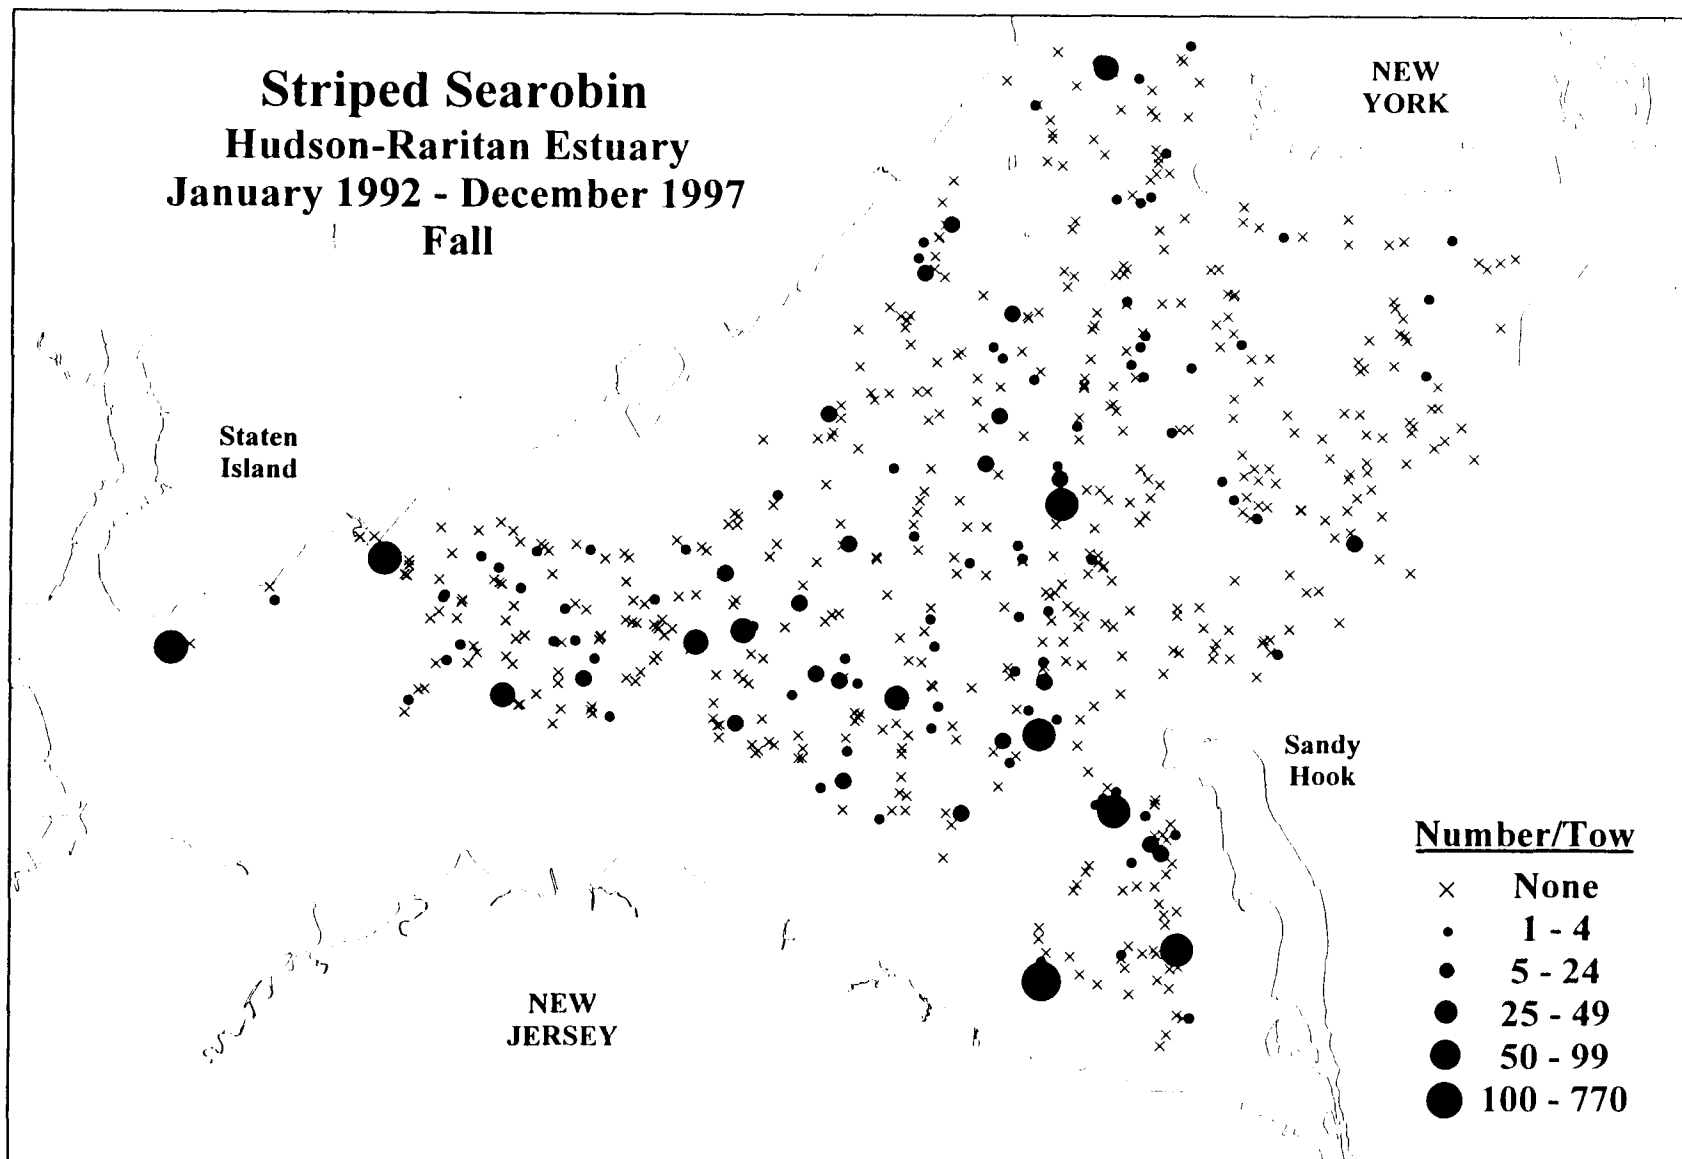 Striped Searobin
Hudson-Raritan Estuary
January 1992 - December 1997
Fall
NEW
YORK
Staten
Island
Sandy
Hook
NEW
JERSEY
Number/Tow
None
1 - 4
5 - 24
25 - 49
50 - 99
100 - 770